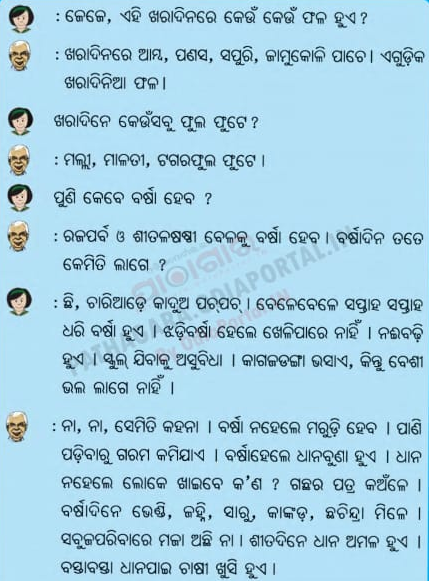 : ଜେଜେ, ଏହି ଖରାଦିନରେ କେଉଁ କେଉଁ ଫଳ ହୁଏ ?
: ଖରାଦିନରେ ଆମ୍ବ, ପଣସ, ସପୁରି, ଜାମୁକୋଳି ପାଚେ। ଏଗୁଡ଼ିକ
ଖରାଦିନିଆ ଫଳ।
ଖରାଦିନେ କେଉଁସବୁ ଫୁଲ ଫୁଟେ ?
: ମଲ୍ଲୀ, ମାଳତୀ, ଟଗରଫୁଲ ଫୁଟେ ।
ପୁଣି କେବେ ବର୍ଷା ହେବ ?
: ରଜପର୍ବ ଓ ଶୀତଳଷଷ୍ଠୀ ବେଳକୁ ବର୍ଷା ହେବ। ବର୍ଷାଦିନ ତତେ
କେମିତି ଲାଗେ ?
: ଛି, ଚାରିଆଡ଼େ କାଦୁଅ ପଚ୍‌ପଚ୍‌। ବେଳେବେଳେ ସପ୍ତାହ ସପ୍ତାହ
ଧରି ବର୍ଷା ହୁଏ । ଝଡ଼ିବର୍ଷା ହେଲେ ଖେଳିପାରେ ନାହିଁ । ନଈବଢ଼ି
ହୁଏ । ସ୍କୁଲ୍ ଯିବାକୁ ଅସୁବିଧା । କାଗଜଡଙ୍ଗା ଭସାଏ, କିନ୍ତୁ ବେଶୀ
ଭଲ ଲାଗେ ନାହିଁ ।
: ନା, ନା, ସେମିତି କହନା । ବର୍ଷା ନହେଲେ ମରୁଡ଼ି ହେବ । ପାଣି
ପଡ଼ିବାରୁ ଗରମ କମିଯାଏ । ବର୍ଷାହେଲେ ଧାନବୁଣା ହୁଏ । ଧାନ
ନହେଲେ ଲୋକେ ଖାଇବେ କ'ଣ ? ଗଛର ପତ୍ର କଅଁଳେ ।
ବର୍ଷାଦିନେ ଭେଣ୍ଡି, ଜହ୍ନି, ସାରୁ, କାଙ୍କଡ଼, ଛଚିନ୍ଦ୍ରା ମିଳେ ।
ସବୁଜପରିବାରେ ମଜା ଅଛି ନା। ଶୀତଦିନେ ଧାନ ଅମଳ ହୁଏ ।
ବସ୍ତାବସ୍ତା ଧାନପାଇ ଚାଷୀ ଖୁସି ହୁଏ ।